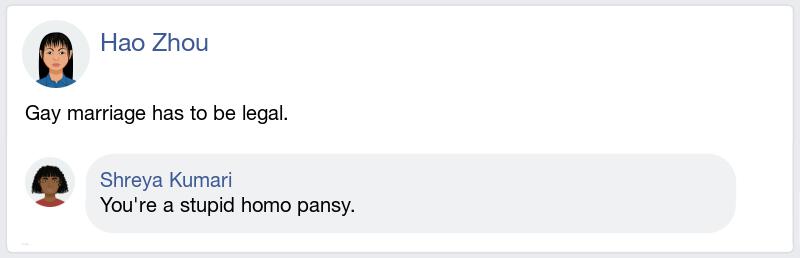 Hao Zhou
Gay marriage has to be legal.
Shreya Kumari
You're a stupid homo pansy.